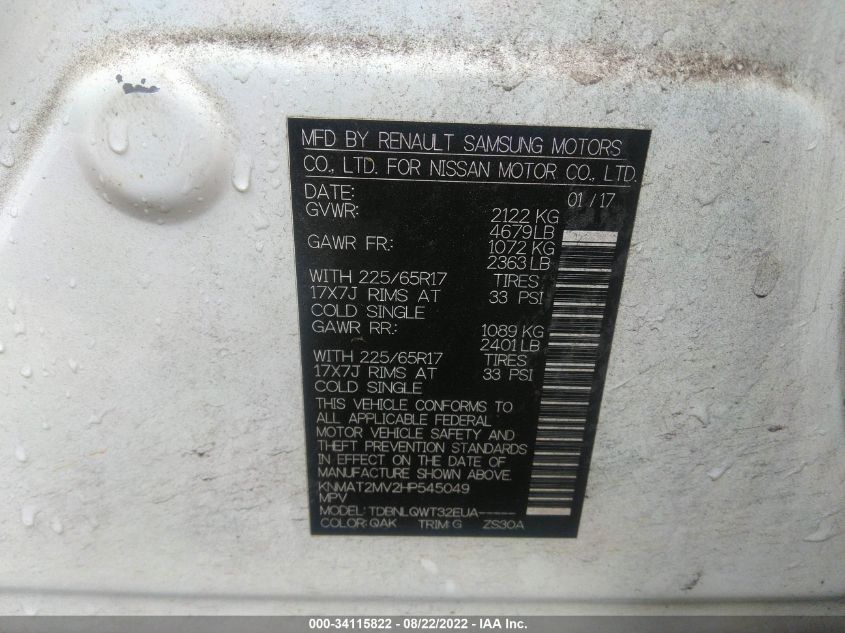 MFD BY RENAULT SAMSUNG MOTORS
CO., LTD. FOR NISSAN MOTOR CO., LTD.
DATE: 01 / 17
GVWR: 2122 KG
4679LB
GAWR FR: 1072 KG
2363 LB
WITH 225/65R17 TIRES
17X7J RIMS AT 33 PSI
COLD SINGLE
GAWR RR: 1089 KG
2401LB
WITH 225/65R17 TIRES
17X7J RIMS AT 33 PSI
COLD SINGLE
THIS VEHICLE CONFORMS TO
ALL APPLICABLE FEDERAL
MOTOR VEHICLE SAFETY AND
THEFT PREVENTION STANDARDS
IN EFFECT ON THE DATE OF
MANUFACTURE SHOWN ABOVE.
KNMAT2MV2HP545049
MPV
MODEL: TDBNLQWT32EUA-----
COLOR: QAK TRIM: G ZS30A
000-34115822 - 08/22/2022 - IAA Inc.